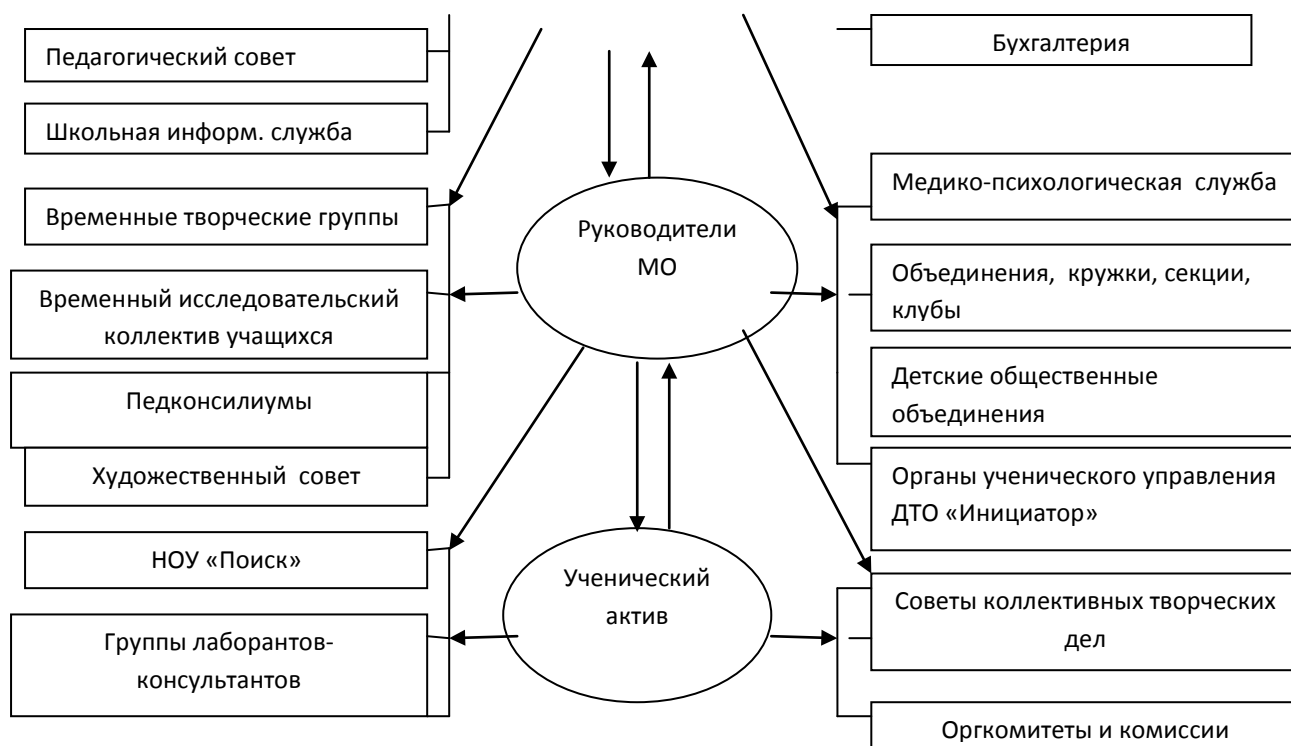 Педагогический совет
Бухгалтерия
Школьная информ. служба
Медико-психологическая служба
Временные творческие группы
Руководители
МО
Объединения, кружки, секции,
клубы
Временный исследовательский
коллектив учащихся
Педконсилиумы
Детские общественные
объединения
Художественный совет
Органы ученического управления
ДТО «Инициатор»
НОУ «Поиск»
Ученический
актив
Советы коллективных творческих
дел
Группы лаборантов-
консультантов
Оргкомитеты и комиссии